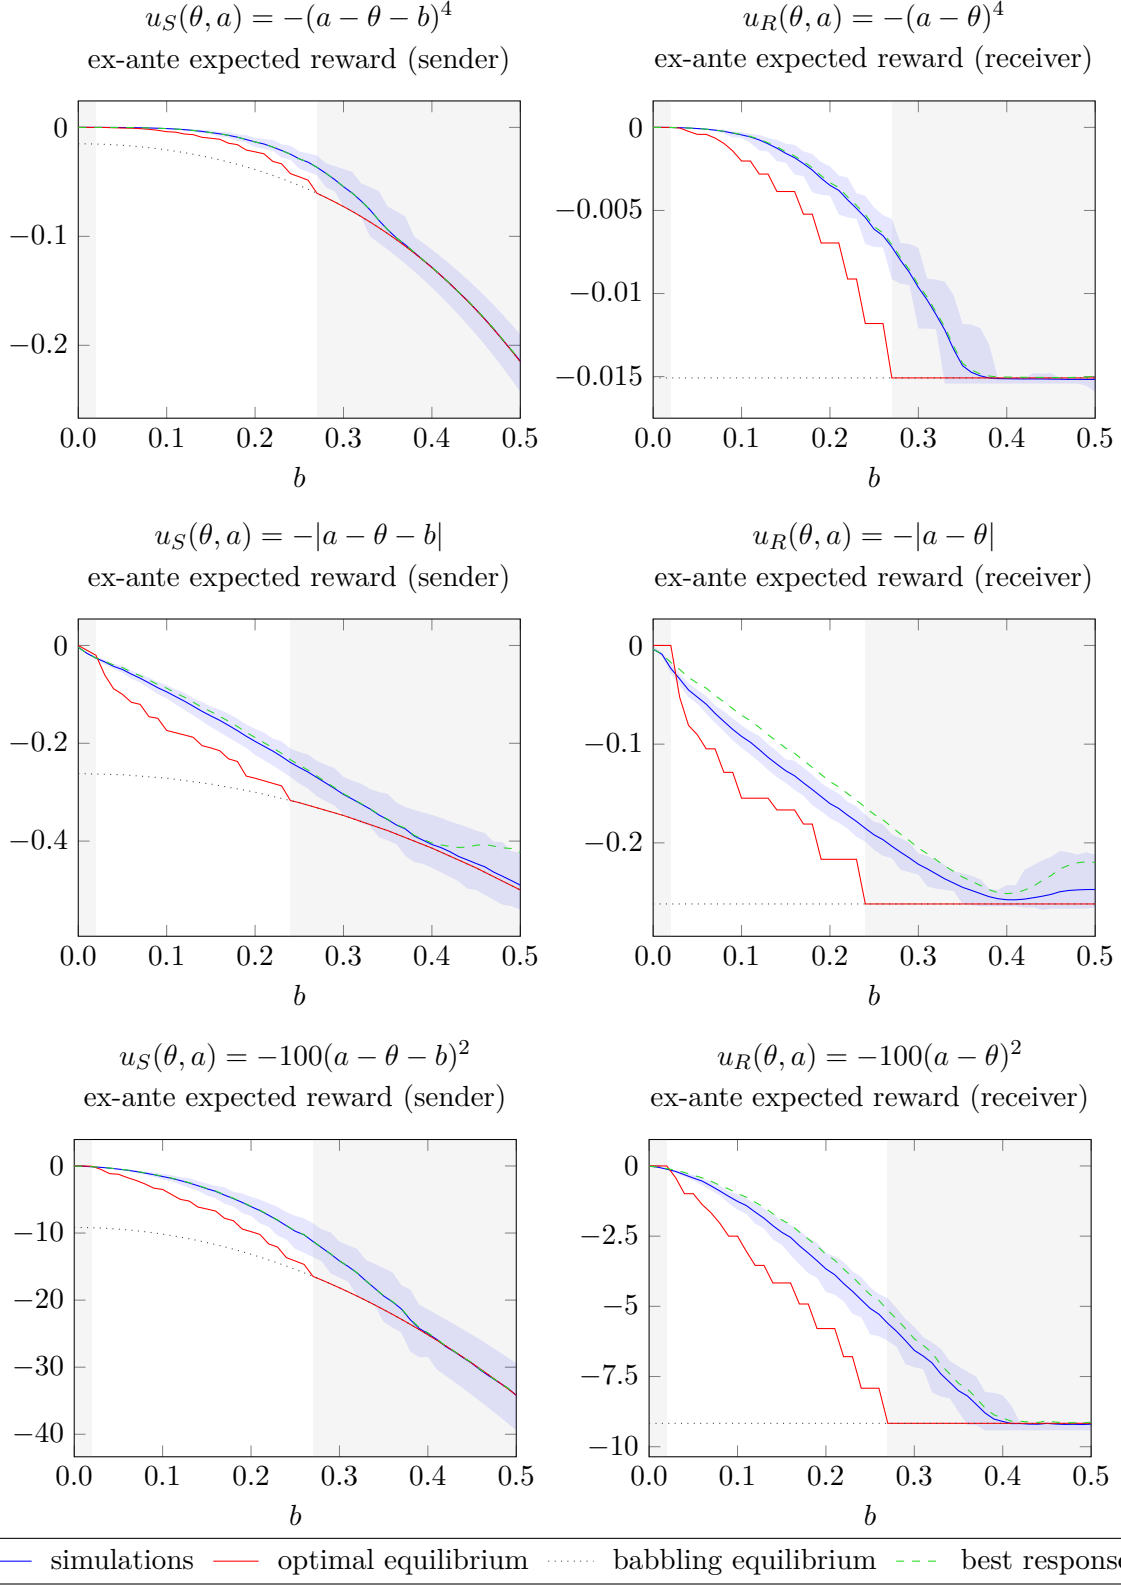 u_S(θ, a) = −(a − θ − b)^4
ex-ante expected reward (sender)
0
−0.1
−0.2
0.0 0.1 0.2 0.3 0.4 0.5
b
u_R(θ, a) = −(a − θ)^4
ex-ante expected reward (receiver)
0
−0.005
−0.01
−0.015
0.0 0.1 0.2 0.3 0.4 0.5
b
u_S(θ, a) = −|a − θ − b|
ex-ante expected reward (sender)
0
−0.2
−0.4
0.0 0.1 0.2 0.3 0.4 0.5
b
u_R(θ, a) = −|a − θ|
ex-ante expected reward (receiver)
0
−0.1
−0.2
0.0 0.1 0.2 0.3 0.4 0.5
b
u_S(θ, a) = −100(a − θ − b)^2
ex-ante expected reward (sender)
0
−10
−20
−30
−40
0.0 0.1 0.2 0.3 0.4 0.5
b
u_R(θ, a) = −100(a − θ)^2
ex-ante expected reward (receiver)
0
−2.5
−5
−7.5
−10
0.0 0.1 0.2 0.3 0.4 0.5
b
simulations optimal equilibrium babbling equilibrium best respons